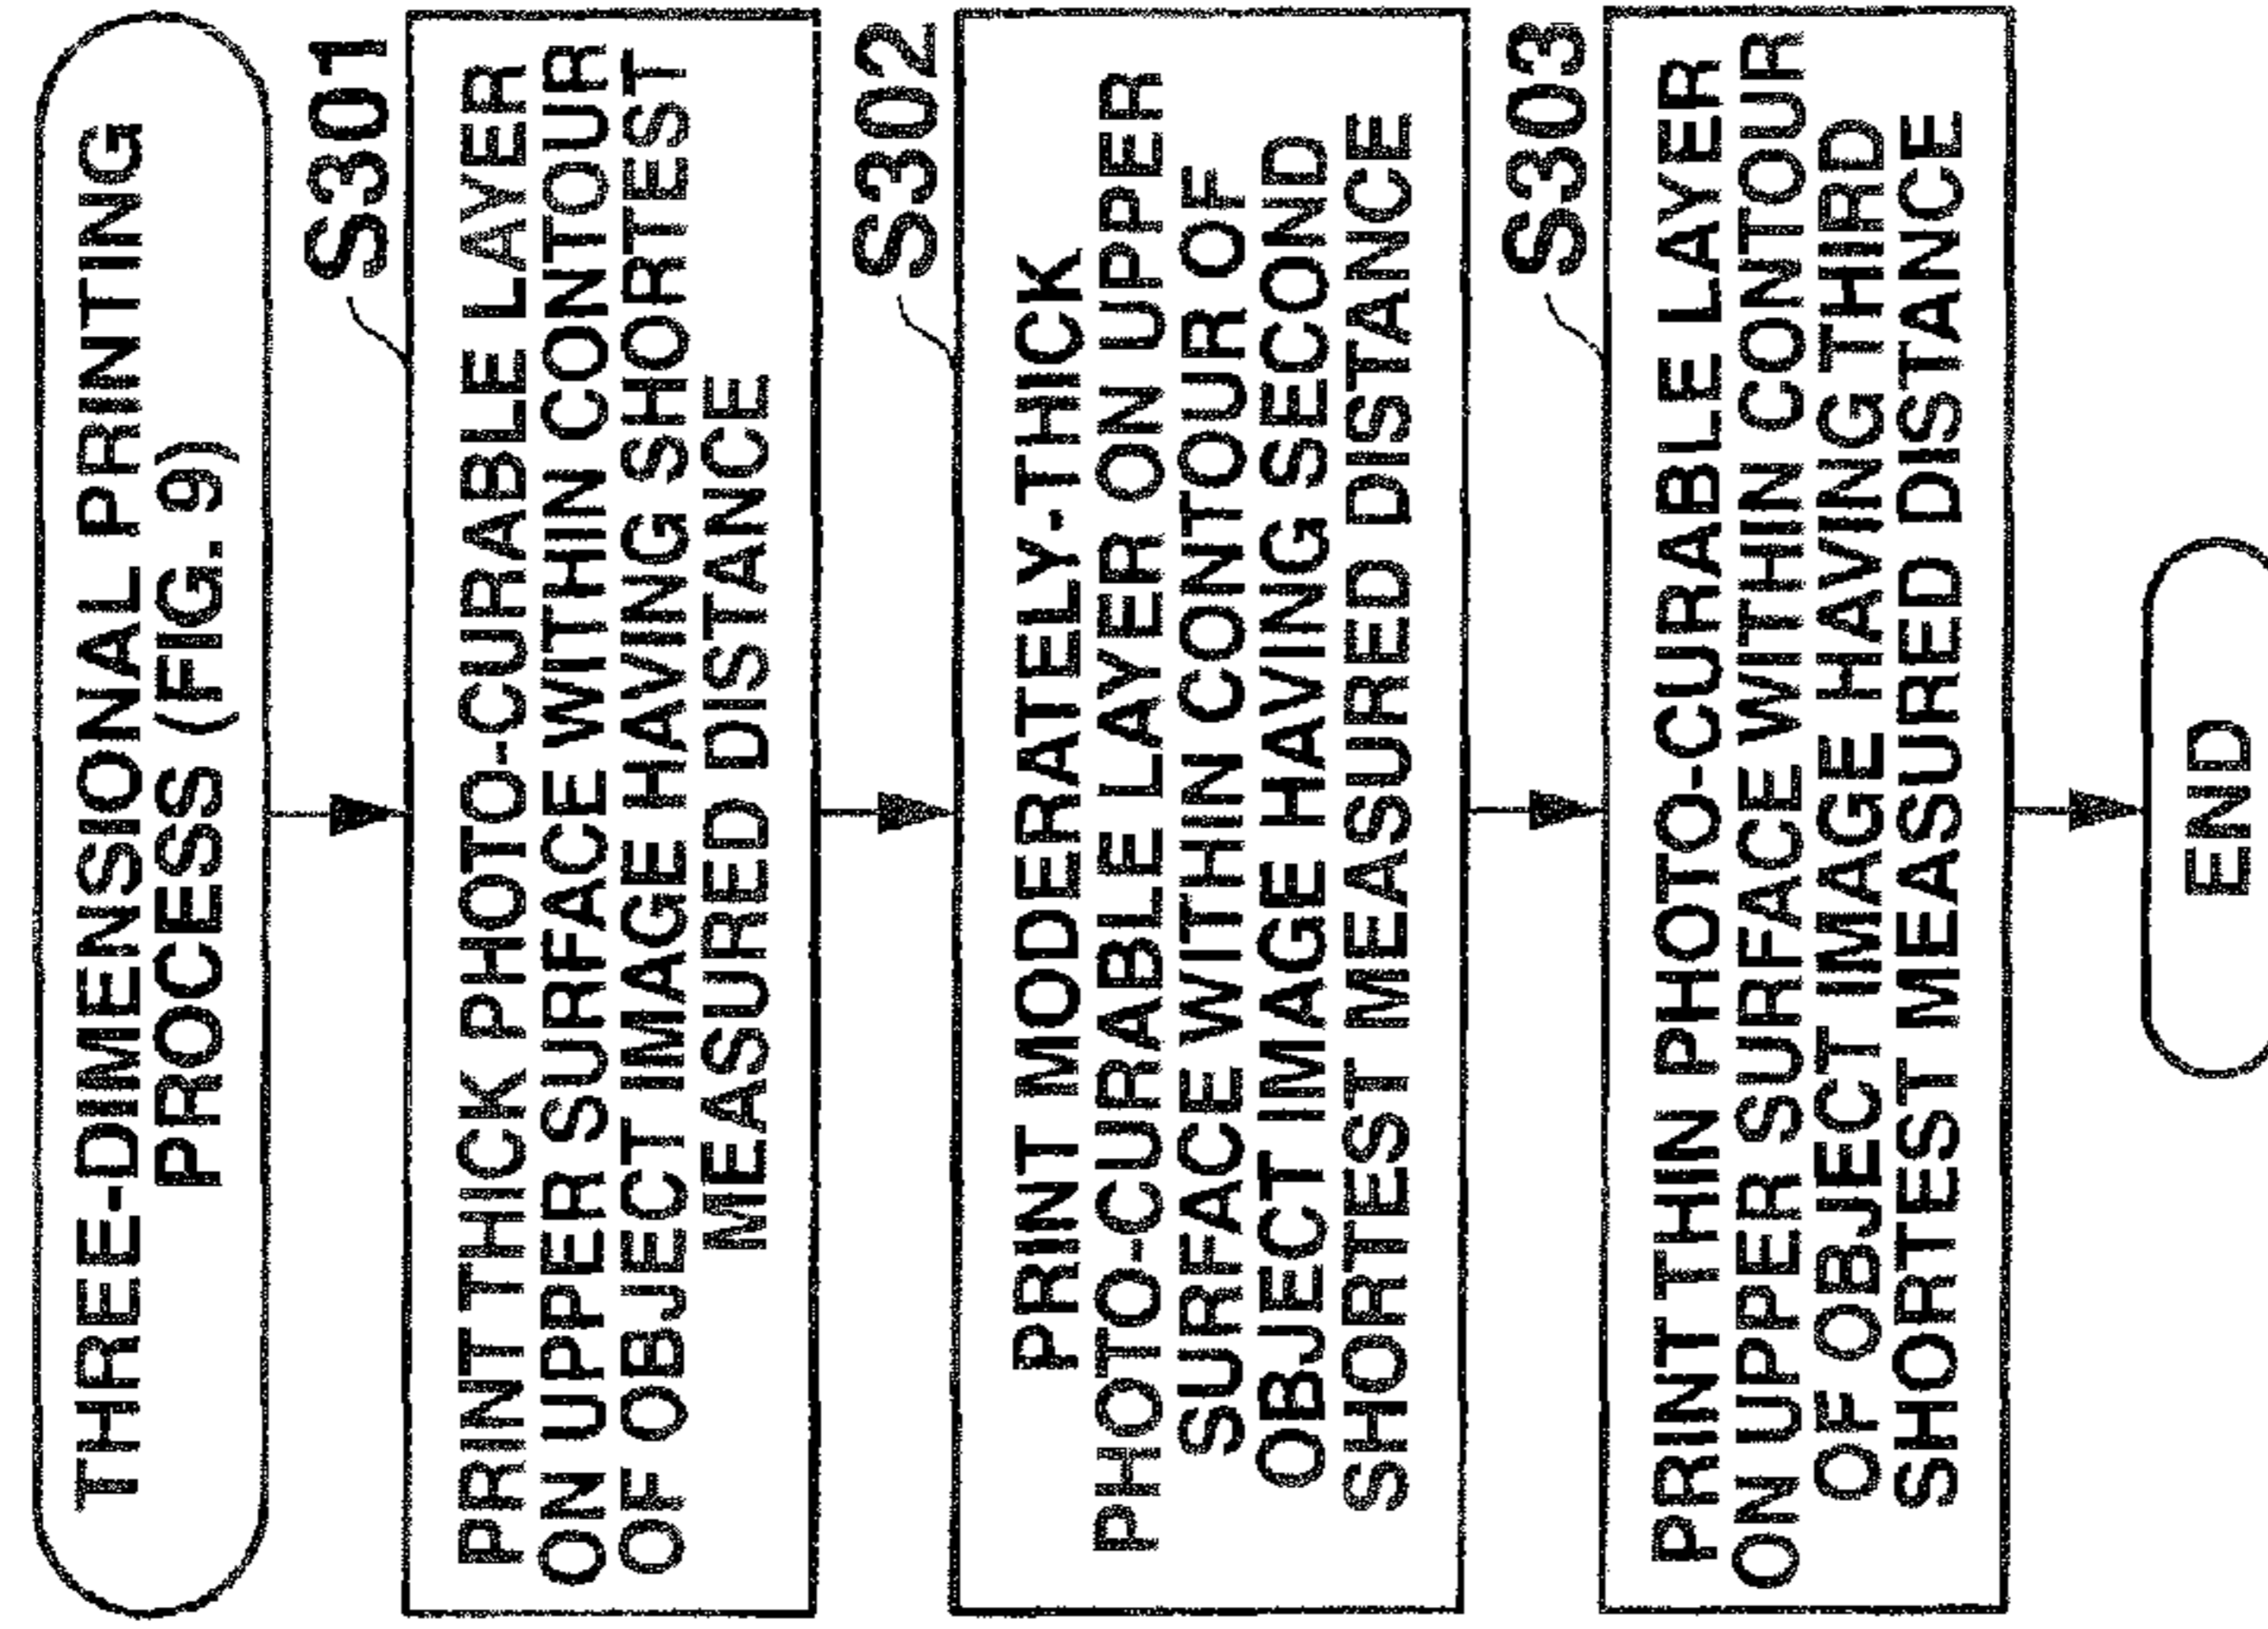 THREE-DIMENSIONAL PRINTING
PROCESS (FIG. 9)
S301
PRINT THICK PHOTO-CURABLE LAYER
ON UPPER SURFACE WITHIN CONTOUR
OF OBJECT IMAGE HAVING SHORTEST
MEASURED DISTANCE
S302
PRINT MODERATELY-THICK
PHOTO-CURABLE LAYER ON UPPER
SURFACE WITHIN CONTOUR OF
OBJECT IMAGE HAVING SECOND
SHORTEST MEASURED DISTANCE
S303
PRINT THIN PHOTO-CURABLE LAYER
ON UPPER SURFACE WITHIN CONTOUR
OF OBJECT IMAGE HAVING THIRD
SHORTEST MEASURED DISTANCE
END